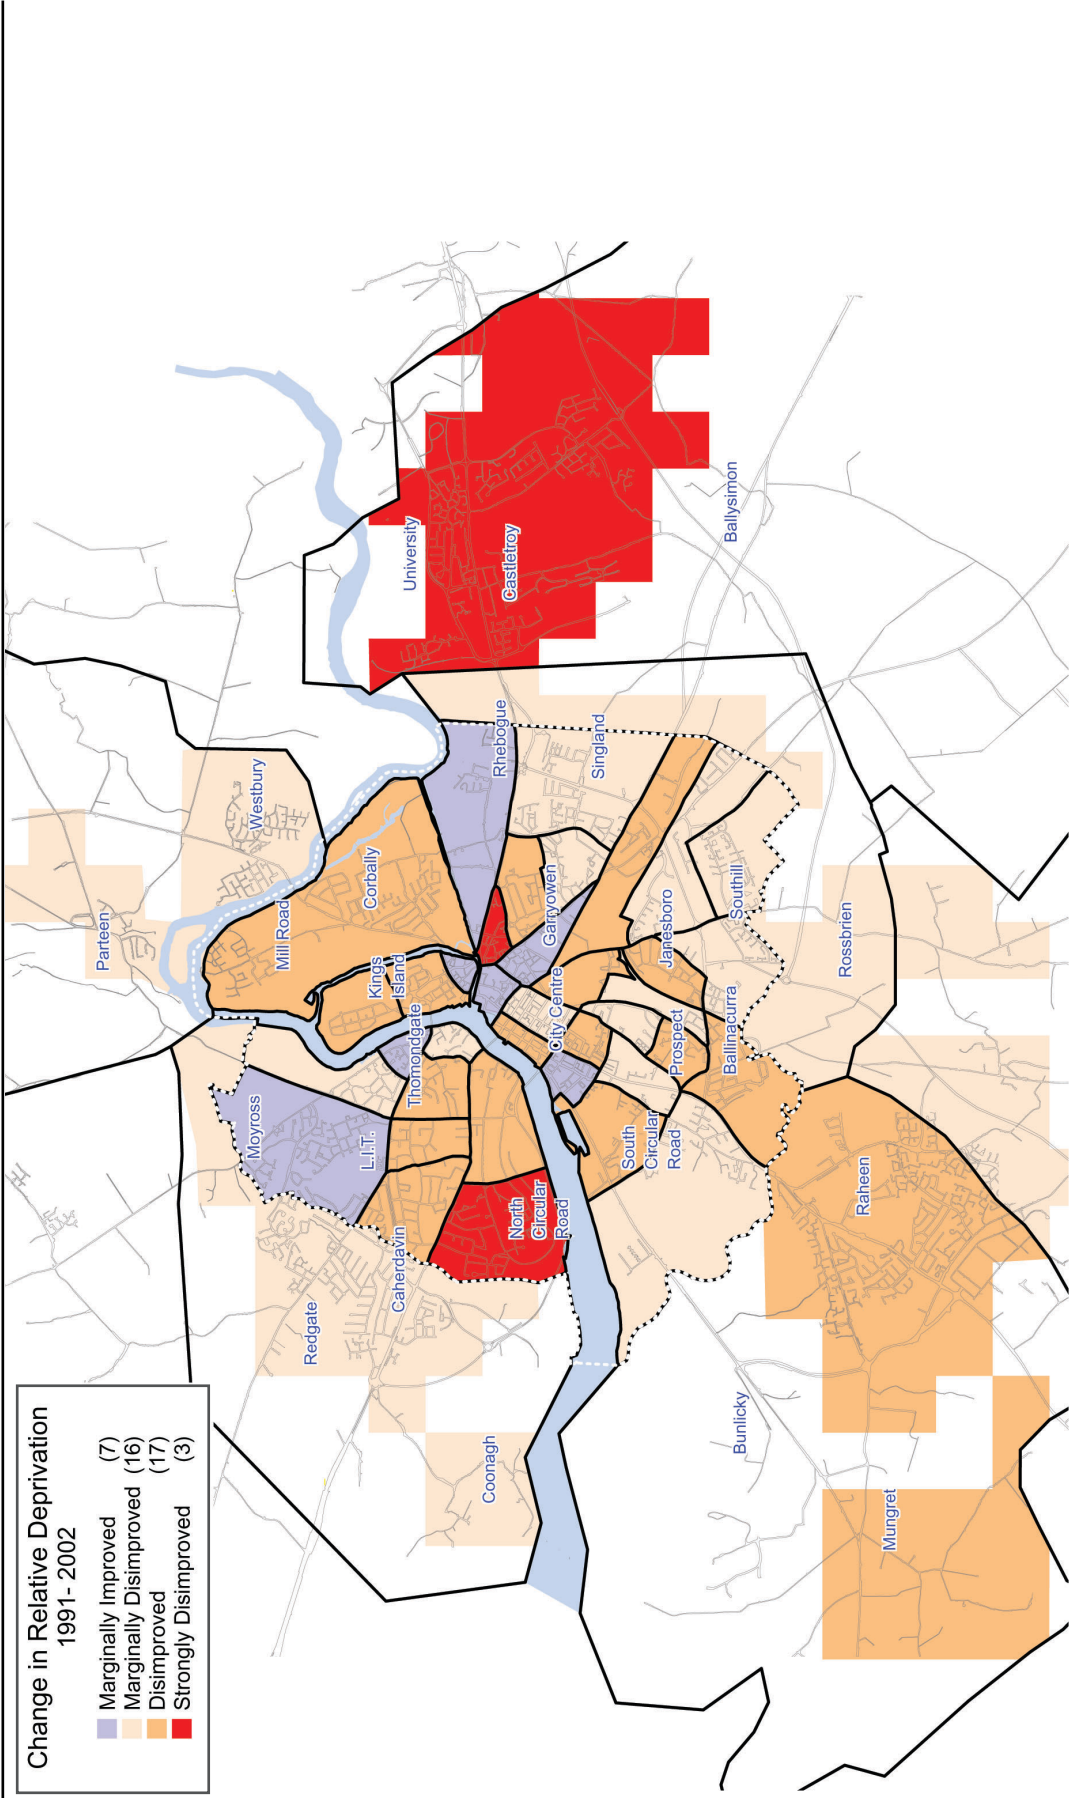 Change in Relative Deprivation
1991- 2002
Marginally Improved (7)
Marginally Disimproved (16)
Disimproved (17)
Strongly Disimproved (3)
Parteen
Westbury
Mill Road
Corbally
Kings
Island
Moyross
L.I.T.
Thomondgate
Redgate
Caherdavin
Coonagh
North
Circular
Road
University
Castletroy
Rhebogue
Singland
Garryowen
City Centre
Ballysimon
Janesboro
Southill
South
Circular
Road
Prospect
Ballinacurra
Rossbrien
Raheen
Bunlicky
Mungret